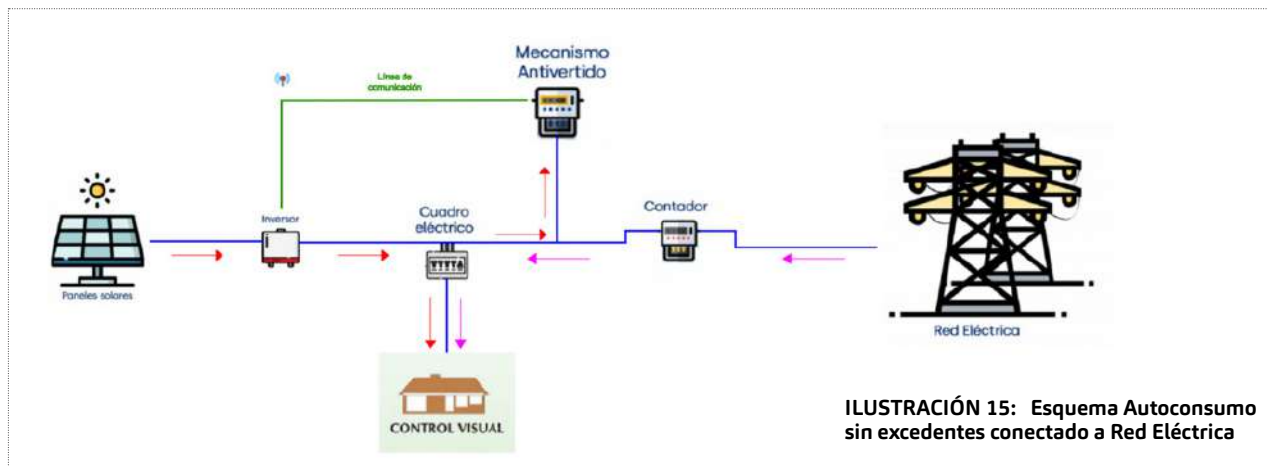 Mecanismo
Antivertido
Línea de
comunicación
Inversor
Cuadro
eléctrico
Contador
Paneles solares
Red Eléctrica
CONTROL VISUAL
ILUSTRACIÓN 15: Esquema Autoconsumo
sin excedentes conectado a Red Eléctrica